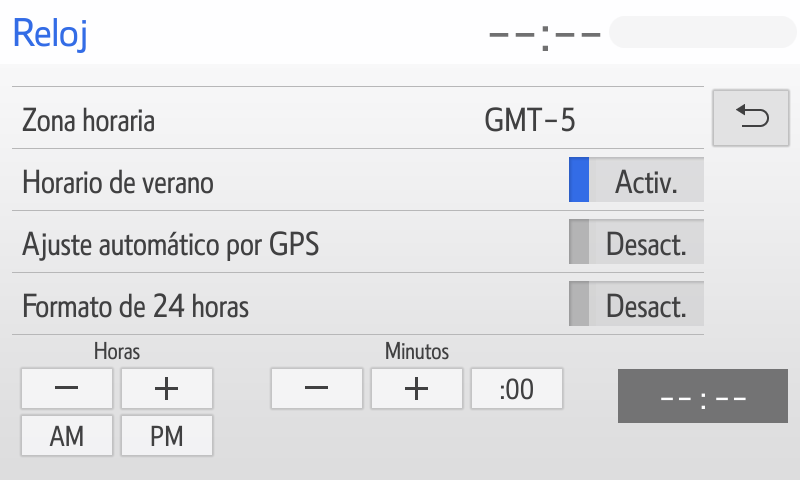 Reloj --:--
Zona horaria GMT-5
Horario de verano Activ.
Ajuste automático por GPS Desact.
Formato de 24 horas Desact.
Horas Minutos
− + − + :00 --:--
AM PM